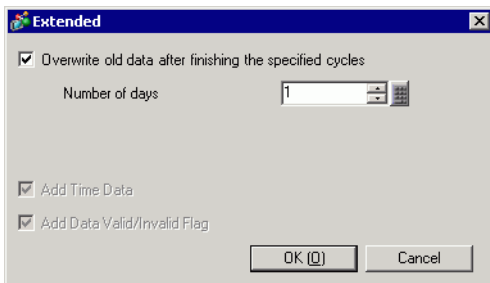 Extended
Overwrite old data after finishing the specified cycles
Number of days 1
Add Time Data
Add Data Valid/Invalid Flag
OK (O) Cancel